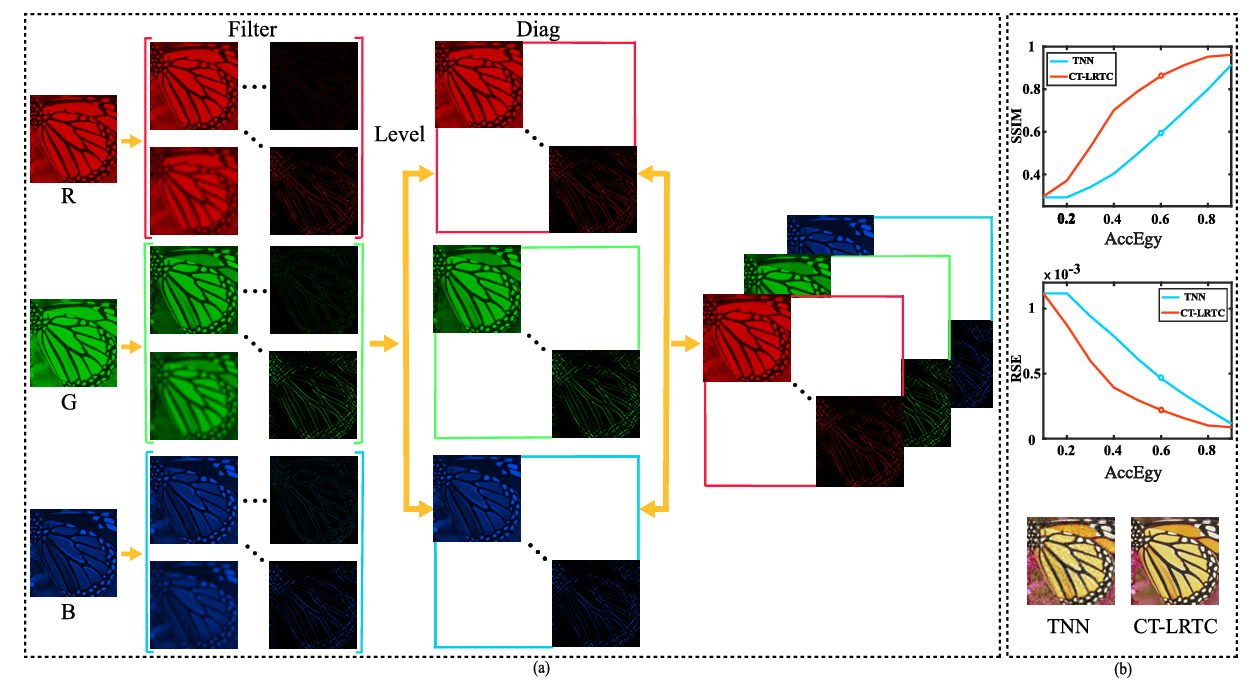 Filter
Diag
Level
R
G
B
(a)
1
0.8
0.6
0.4
SSIM
TNN
CT-LRTC
0.2 0.4 0.6 0.8
AccEgy
× 10⁻³
1
0.5
0
RSE
TNN
CT-LRTC
0.2 0.4 0.6 0.8
AccEgy
TNN CT-LRTC
(b)